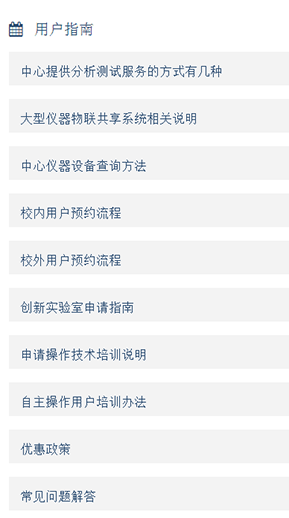 用户指南
中心提供分析测试服务的方式有几种
大型仪器物联共享系统相关说明
中心仪器设备查询方法
校内用户预约流程
校外用户预约流程
创新实验室申请指南
申请操作技术培训说明
自主操作用户培训办法
优惠政策
常见问题解答